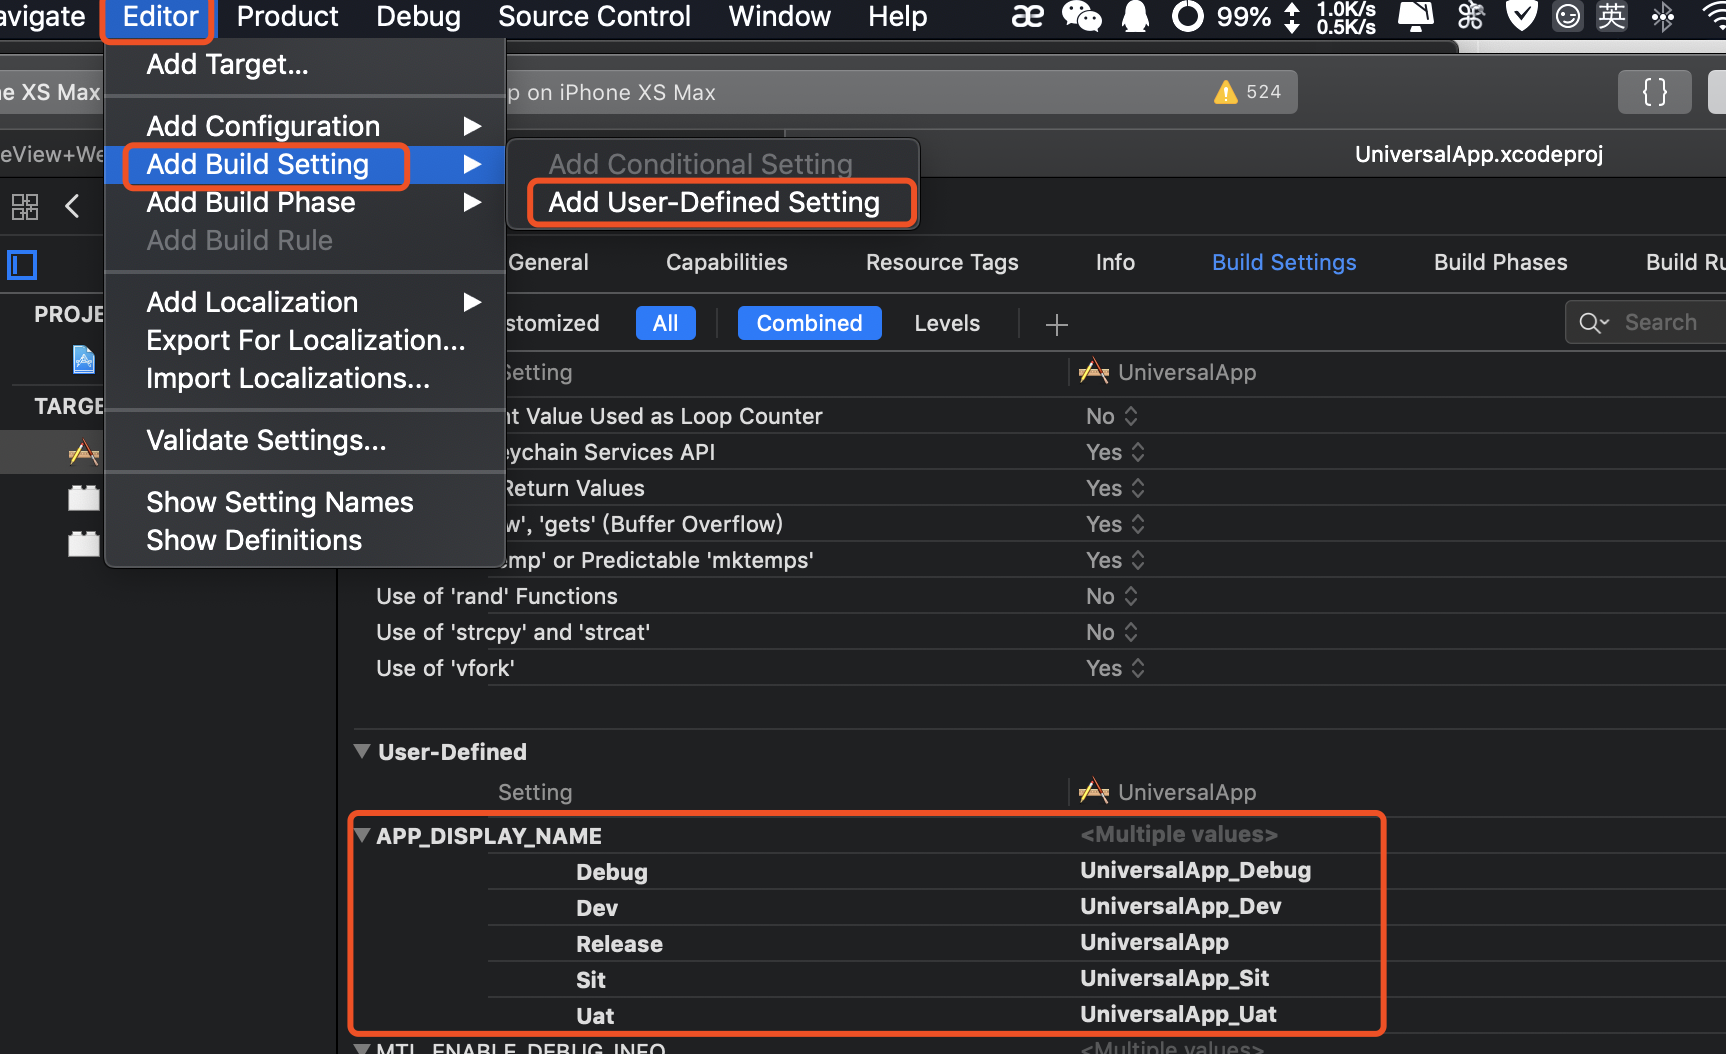 avigate Editor Product Debug Source Control Window Help æ 99% 1.0K/s 0.5K/s 英
Add Target...
e XS Max
p on iPhone XS Max
524
{ }
Add Configuration
eView+We
Add Build Setting
Add Conditional Setting
UniversalApp.xcodeproj
Add Build Phase
Add User-Defined Setting
Add Build Rule
General Capabilities Resource Tags Info Build Settings Build Phases Build Ru
PROJE
Add Localization
stomized All Combined Levels + Search
Export For Localization...
Import Localizations...
Setting UniversalApp
TARGE
nt Value Used as Loop Counter No
Validate Settings...
eychain Services API Yes
Return Values Yes
Show Setting Names
w', 'gets' (Buffer Overflow) Yes
Show Definitions
emp' or Predictable 'mktemps' Yes
Use of 'rand' Functions No
Use of 'strcpy' and 'strcat' No
Use of 'vfork' Yes
User-Defined
Setting UniversalApp
APP_DISPLAY_NAME <Multiple values>
Debug UniversalApp_Debug
Dev UniversalApp_Dev
Release UniversalApp
Sit UniversalApp_Sit
Uat UniversalApp_Uat
MTL_ENABLE_DEBUG_INFO <Multiple values>